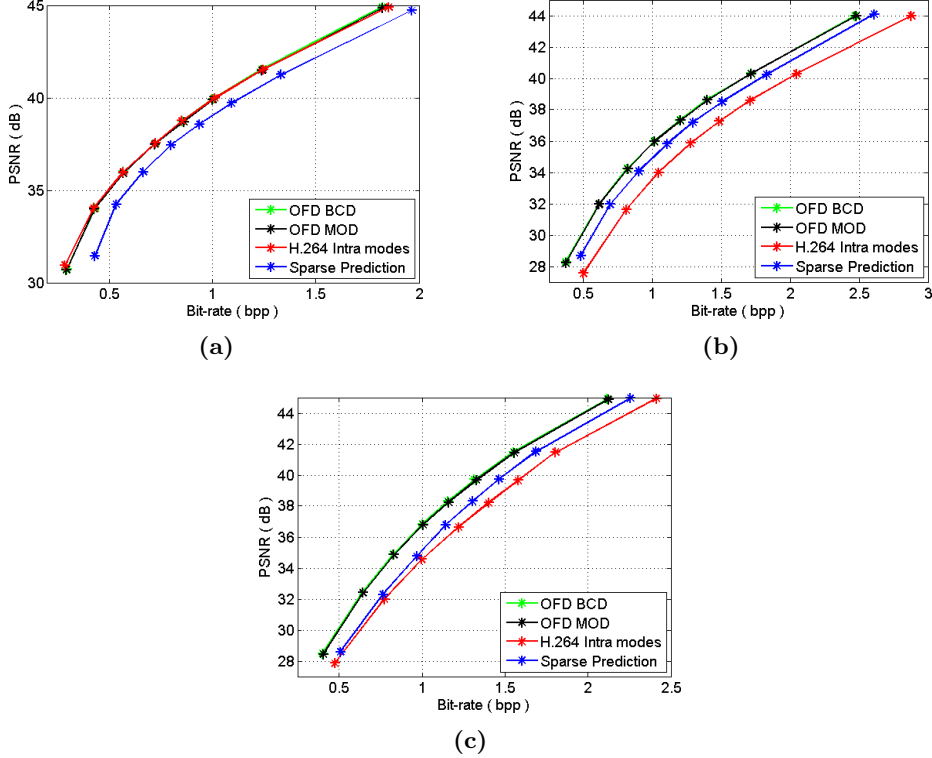 45
40
35
30
PSNR ( dB )
0.5 1 1.5 2
Bit-rate ( bpp )
OFD BCD
OFD MOD
H.264 Intra modes
Sparse Prediction
(a)
44
42
40
38
36
34
32
30
28
PSNR ( dB )
0.5 1 1.5 2 2.5 3
Bit-rate ( bpp )
OFD BCD
OFD MOD
H.264 Intra modes
Sparse Prediction
(b)
44
42
40
38
36
34
32
30
28
PSNR ( dB )
0.5 1 1.5 2 2.5
Bit-rate ( bpp )
OFD BCD
OFD MOD
H.264 Intra modes
Sparse Prediction
(c)